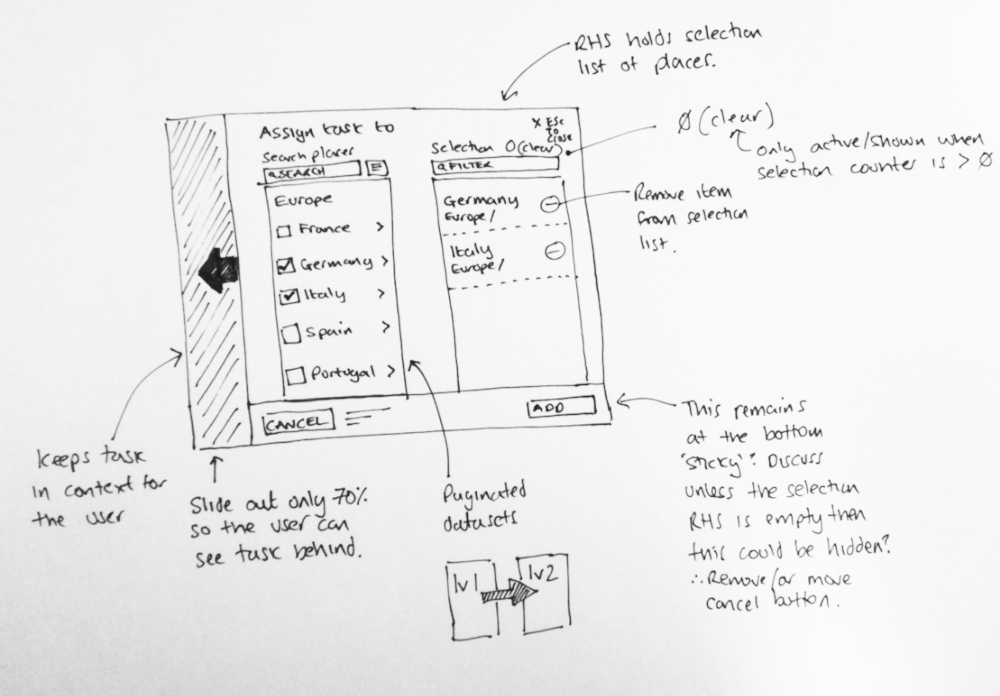 RHS holds selection
list of places.
Assign task to
X Esc
To
Close
Search places
SEARCH
Selection 0 (clear)
FILTER
Ø (clear)
only active/shown when
selection counter is > Ø
Europe
France >
Germany >
Italy >
Spain >
Portugal >
Germany
Europe/
Italy
Europe/
Remove item
from selection
list.
CANCEL
ADD
Keeps task
in context for
the user
Slide out only 70%
so the user can
see task behind.
Paginated
datasets
lv1
lv2
This remains
at the bottom
'sticky'? Discuss
unless the selection
RHS is empty then
this could be hidden?
∴ Remove/or move
cancel button.